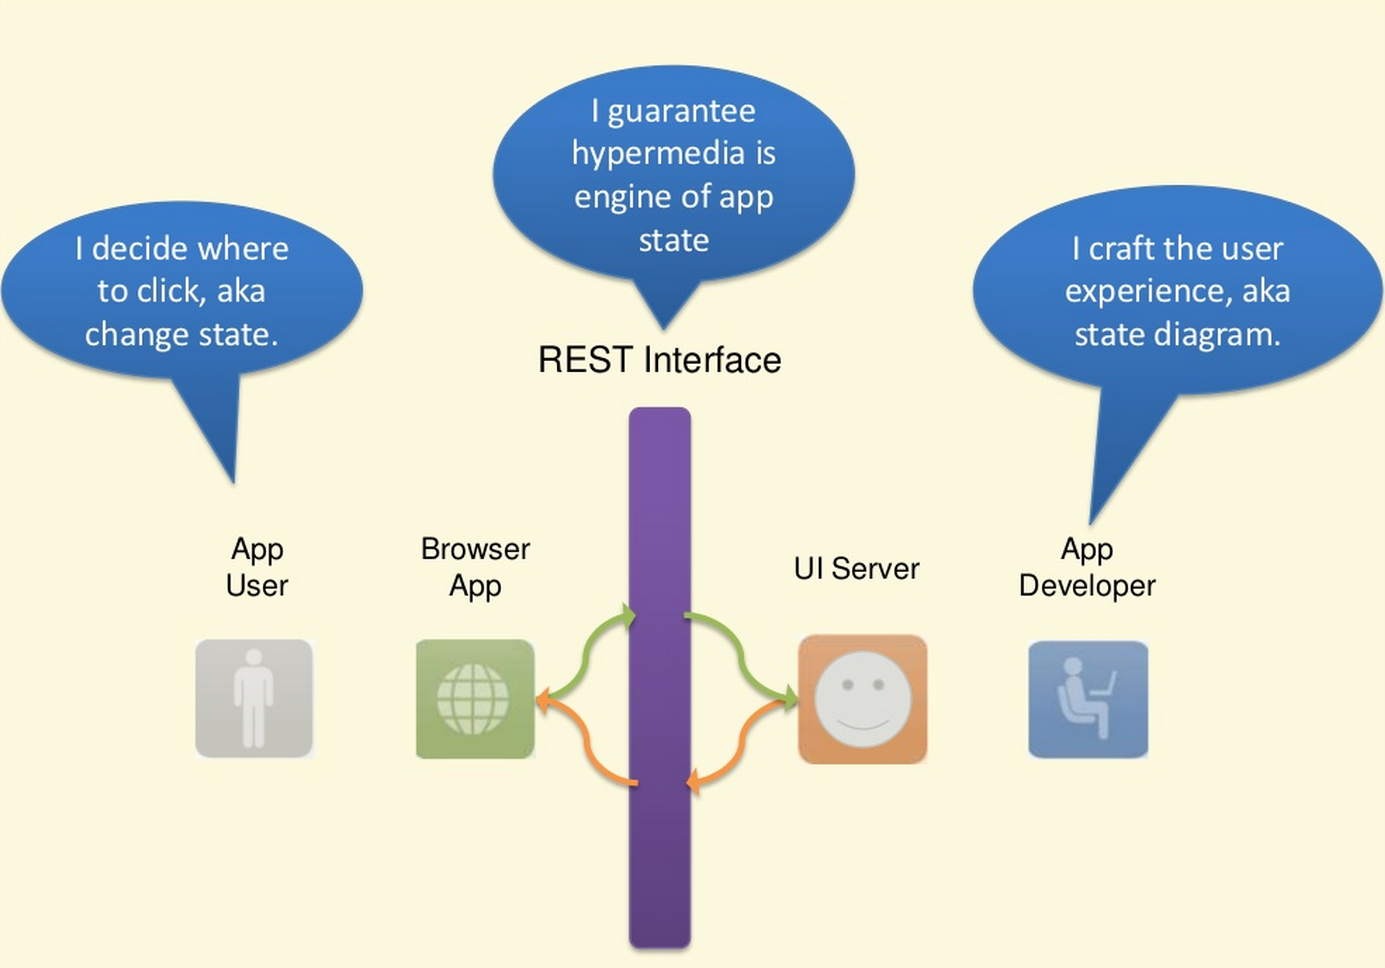 I guarantee
hypermedia is
engine of app
state
I decide where
to click, aka
change state.
I craft the user
experience, aka
state diagram.
REST Interface
App
User
Browser
App
UI Server
App
Developer